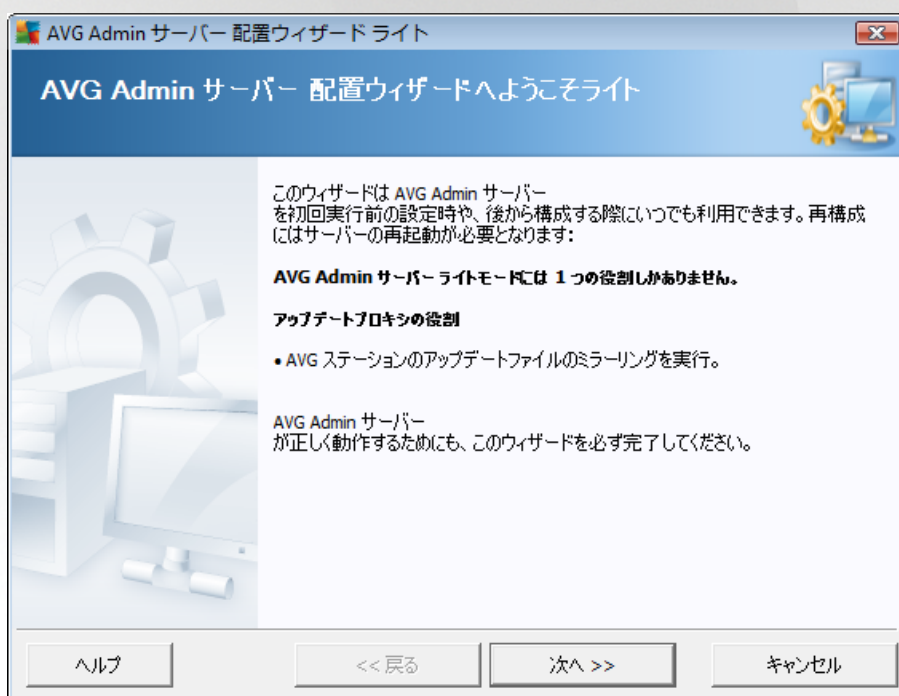 AVG Admin サーバー 配置ウィザード ライト
AVG Admin サーバー 配置ウィザードへようこそライト
このウィザードは AVG Admin サーバー
を初回実行前の設定時や、後から構成する際にいつでも利用できます。再構成
にはサーバーの再起動が必要となります:
AVG Admin サーバー ライトモードには 1 つの役割しかありません。
アップデートプロキシの役割
• AVG ステーションのアップデートファイルのミラーリングを実行。
AVG Admin サーバー
が正しく動作するためにも、このウィザードを必ず完了してください。
ヘルプ
<< 戻る
次へ >>
キャンセル